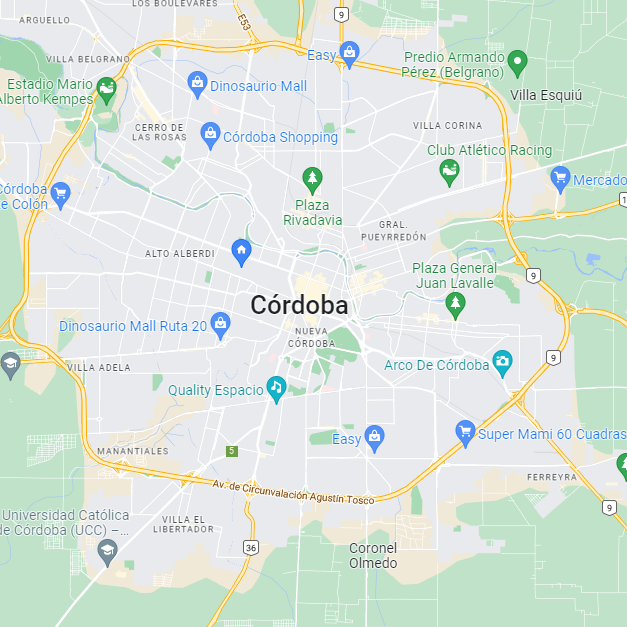 LOS BOULEVARES
ARGUELLO
E53
9
VILLA BELGRANO
Easy
Predio Armando
Pérez (Belgrano)
Estadio Mario
Alberto Kempes
Dinosaurio Mall
Villa Esquiú
CERRO DE
LAS ROSAS
Córdoba Shopping
VILLA CORINA
Club Atlético Racing
Córdoba
e Colón
Mercado
Plaza
Rivadavia
GRAL.
PUEYRREDÓN
ALTO ALBERDI
Plaza General
Juan Lavalle
9
Córdoba
Dinosaurio Mall Ruta 20
NUEVA
CÓRDOBA
9
VILLA ADELA
Arco De Córdoba
Quality Espacio
Easy
Super Mami 60 Cuadras
MANANTIALES
5
FERREYRA
Av. de Circunvalación Agustín Tosco
9
Universidad Católica
de Córdoba (UCC) –...
VILLA EL
LIBERTADOR
36
Coronel
Olmedo